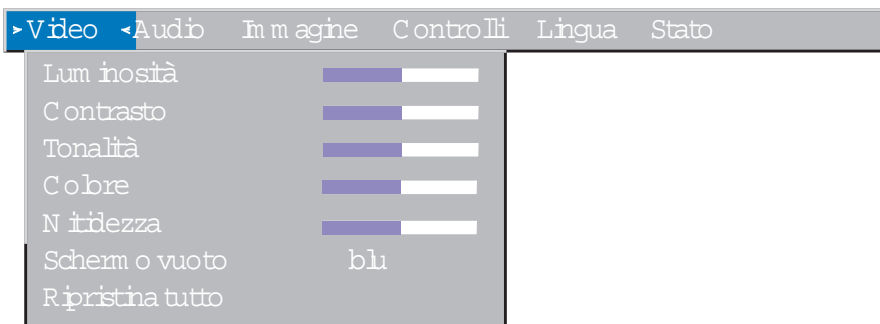 Video Audio Immagine Controlli Lingua Stato
Luminosità
Contrasto
Tonalità
Colore
Nitidezza
Schermo vuoto blu
Ripristina tutto